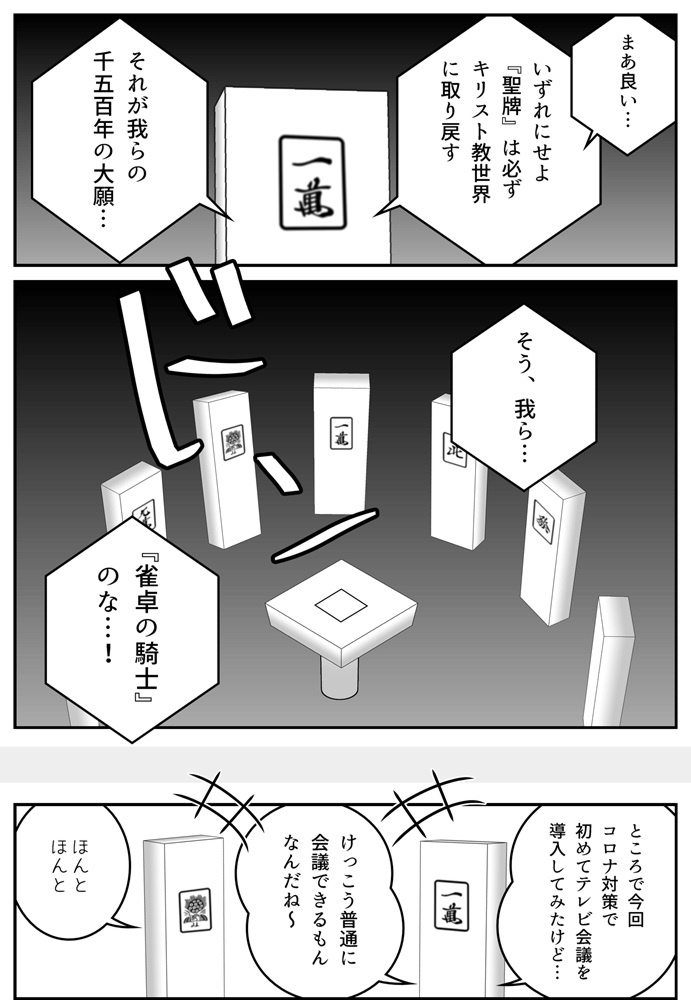 まあ良い…
いずれにせよ
『聖牌』は必ず
キリスト教世界
に取り戻す
一萬
それが我らの
千五百年の大願…
そう、我ら…
ドン
一萬
北
發
『雀卓の騎士』
のな…！
ところで今回
コロナ対策で
初めてテレビ会議を
導入してみたけど…
一萬
けっこう普通に
会議できるもん
なんだね～
ほんと
ほんと